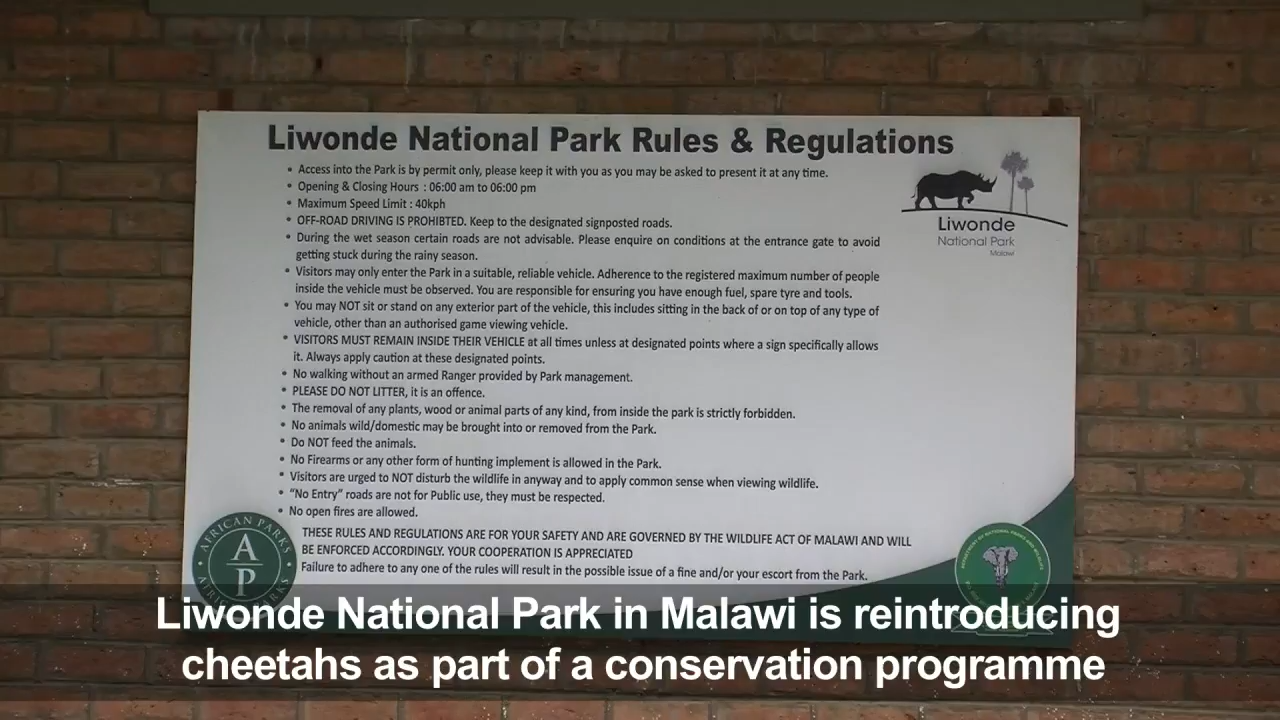 Liwonde National Park Rules & Regulations
• Access into the Park is by permit only, please keep it with you as you may be asked to present it at any time.
• Opening & Closing Hours : 06:00 am to 06:00 pm
• Maximum Speed Limit : 40kph
• OFF-ROAD DRIVING IS PROHIBTED. Keep to the designated signposted roads.
• During the wet season certain roads are not advisable. Please enquire on conditions at the entrance gate to avoid
getting stuck during the rainy season.
• Visitors may only enter the Park in a suitable, reliable vehicle. Adherence to the registered maximum number of people
inside the vehicle must be observed. You are responsible for ensuring you have enough fuel, spare tyre and tools.
• You may NOT sit or stand on any exterior part of the vehicle, this includes sitting in the back of or on top of any type of
vehicle, other than an authorised game viewing vehicle.
• VISITORS MUST REMAIN INSIDE THEIR VEHICLE at all times unless at designated points where a sign specifically allows
it. Always apply caution at these designated points.
• No walking without an armed Ranger provided by Park management.
• PLEASE DO NOT LITTER, it is an offence.
• The removal of any plants, wood or animal parts of any kind, from inside the park is strictly forbidden.
• No animals wild/domestic may be brought into or removed from the Park.
• Do NOT feed the animals.
• No Firearms or any other form of hunting implement is allowed in the Park.
• Visitors are urged to NOT disturb the wildlife in anyway and to apply common sense when viewing wildlife.
• "No Entry" roads are not for Public use, they must be respected.
• No open fires are allowed.
THESE RULES AND REGULATIONS ARE FOR YOUR SAFETY AND ARE GOVERNED BY THE WILDLIFE ACT OF MALAWI AND WILL
BE ENFORCED ACCORDINGLY. YOUR COOPERATION IS APPRECIATED
Failure to adhere to any one of the rules will result in the possible issue of a fine and/or your escort from the Park.
Liwonde
National Park
Malawi
AFRICAN PARKS
A
P
DEPARTMENT OF NATIONAL PARKS AND WILDLIFE
Liwonde National Park in Malawi is reintroducing
cheetahs as part of a conservation programme